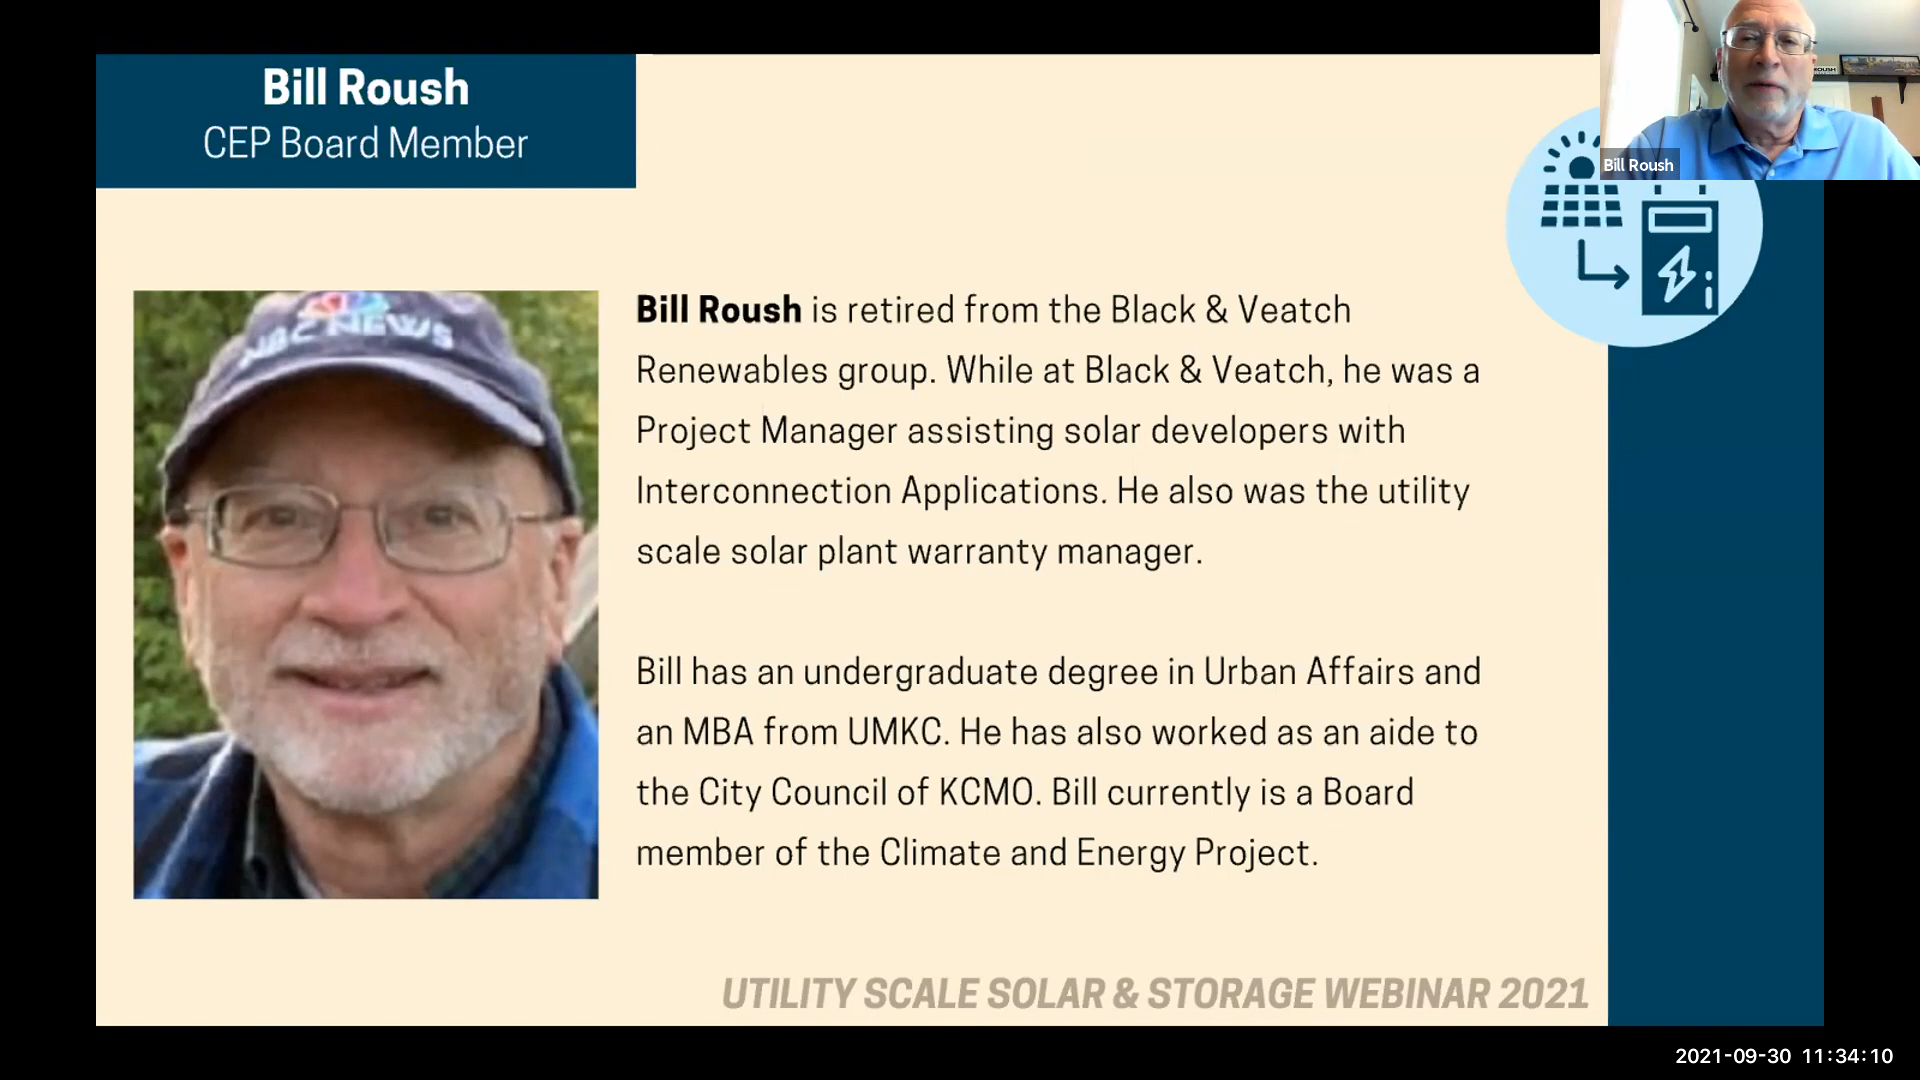 Bill Roush
CEP Board Member
ROUSH
Bill Roush
NBC NEWS
Bill Roush is retired from the Black & Veatch
Renewables group. While at Black & Veatch, he was a
Project Manager assisting solar developers with
Interconnection Applications. He also was the utility
scale solar plant warranty manager.
Bill has an undergraduate degree in Urban Affairs and
an MBA from UMKC. He has also worked as an aide to
the City Council of KCMO. Bill currently is a Board
member of the Climate and Energy Project.
UTILITY SCALE SOLAR & STORAGE WEBINAR 2021
2021-09-30 11:34:10